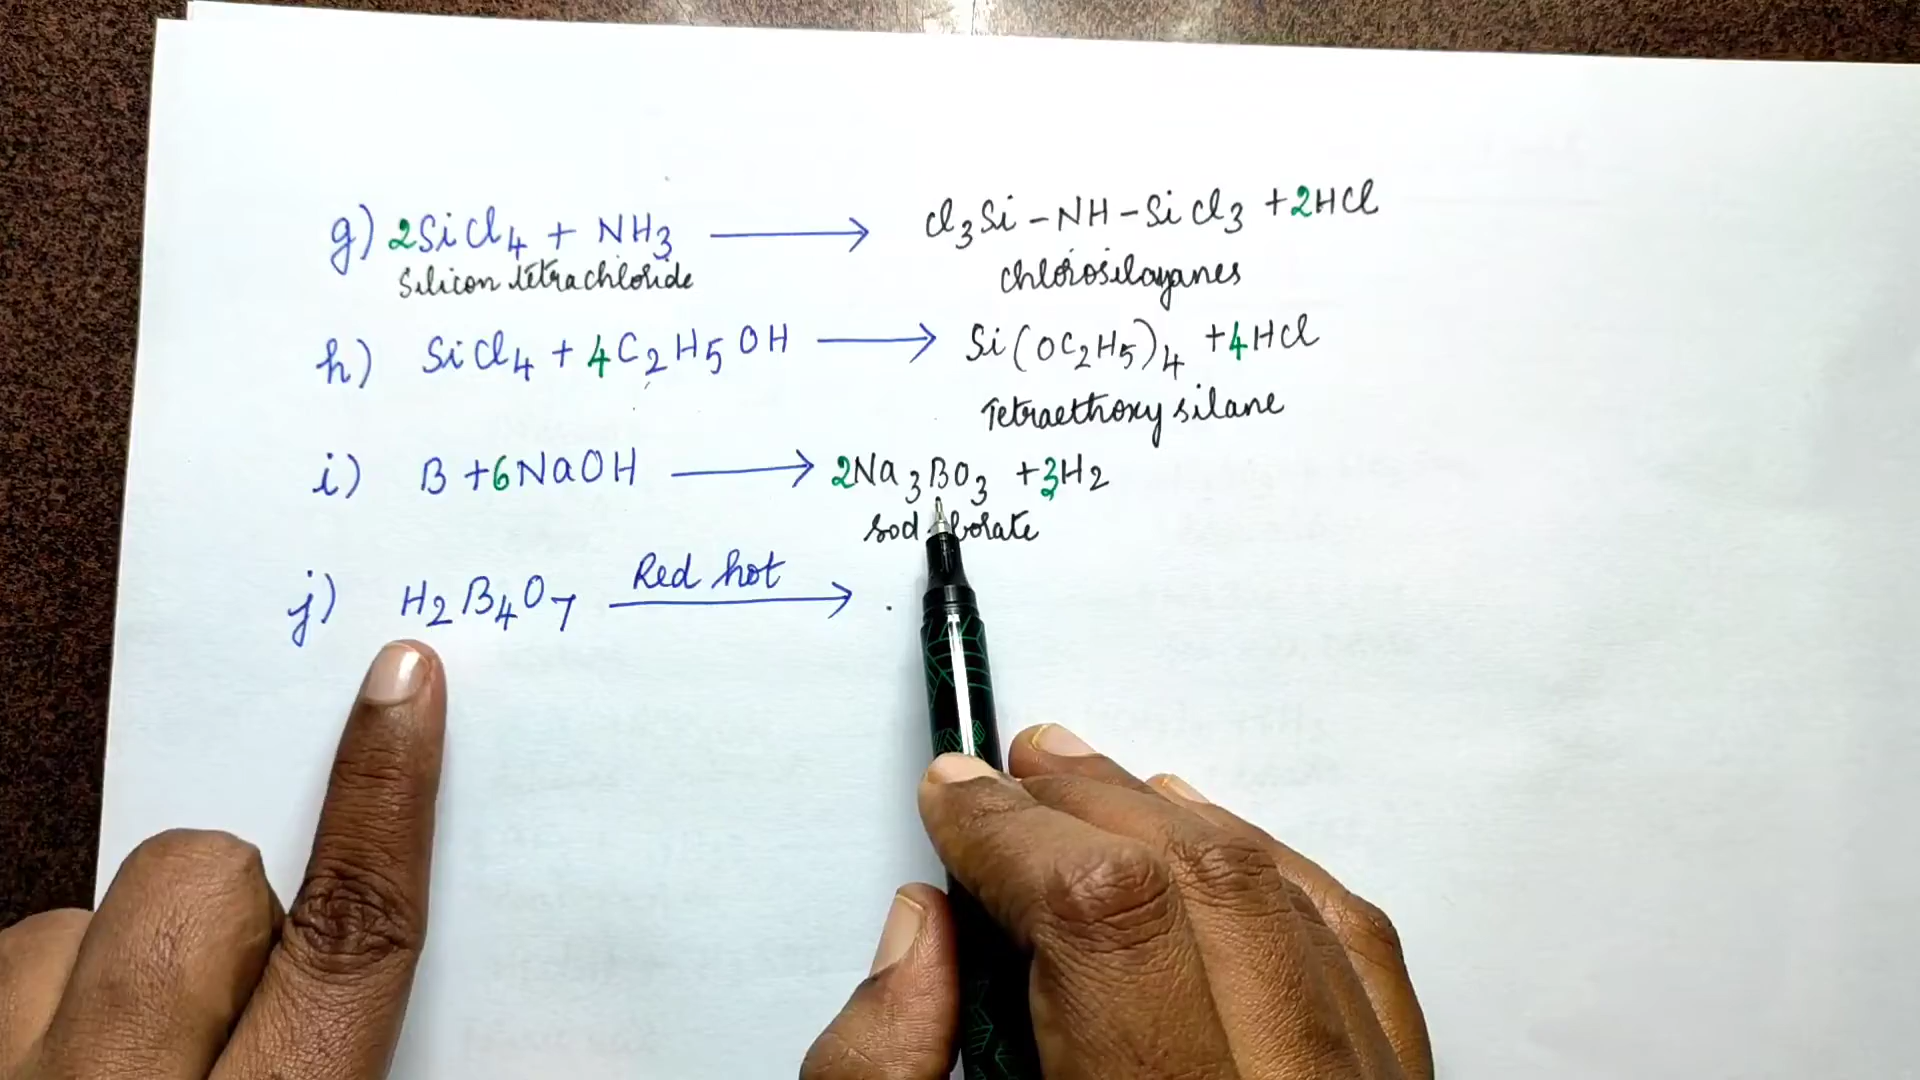 g) 2SiCl4 + NH3 ⟶ Cl3Si – NH – SiCl3 + 2HCl
Silicon tetrachloride chlorosilazanes
h) SiCl4 + 4C2H5OH ⟶ Si(OC2H5)4 + 4HCl
Tetraethoxy silane
i) B + 6NaOH ⟶ 2Na3BO3 + 3H2
sod borate
j) H2B4O7 Red hot ⟶